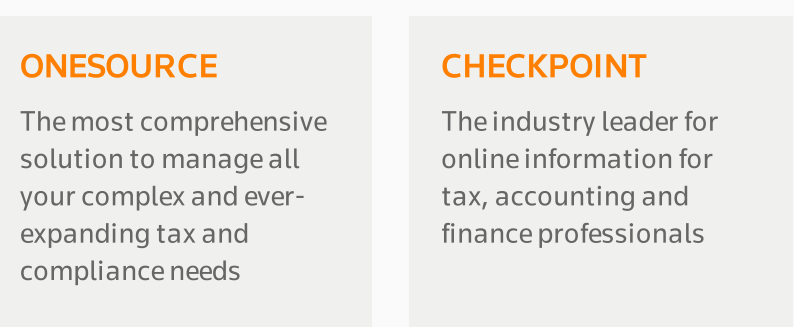 ONESOURCE
The most comprehensive
solution to manage all
your complex and ever-
expanding tax and
compliance needs
CHECKPOINT
The industry leader for
online information for
tax, accounting and
finance professionals